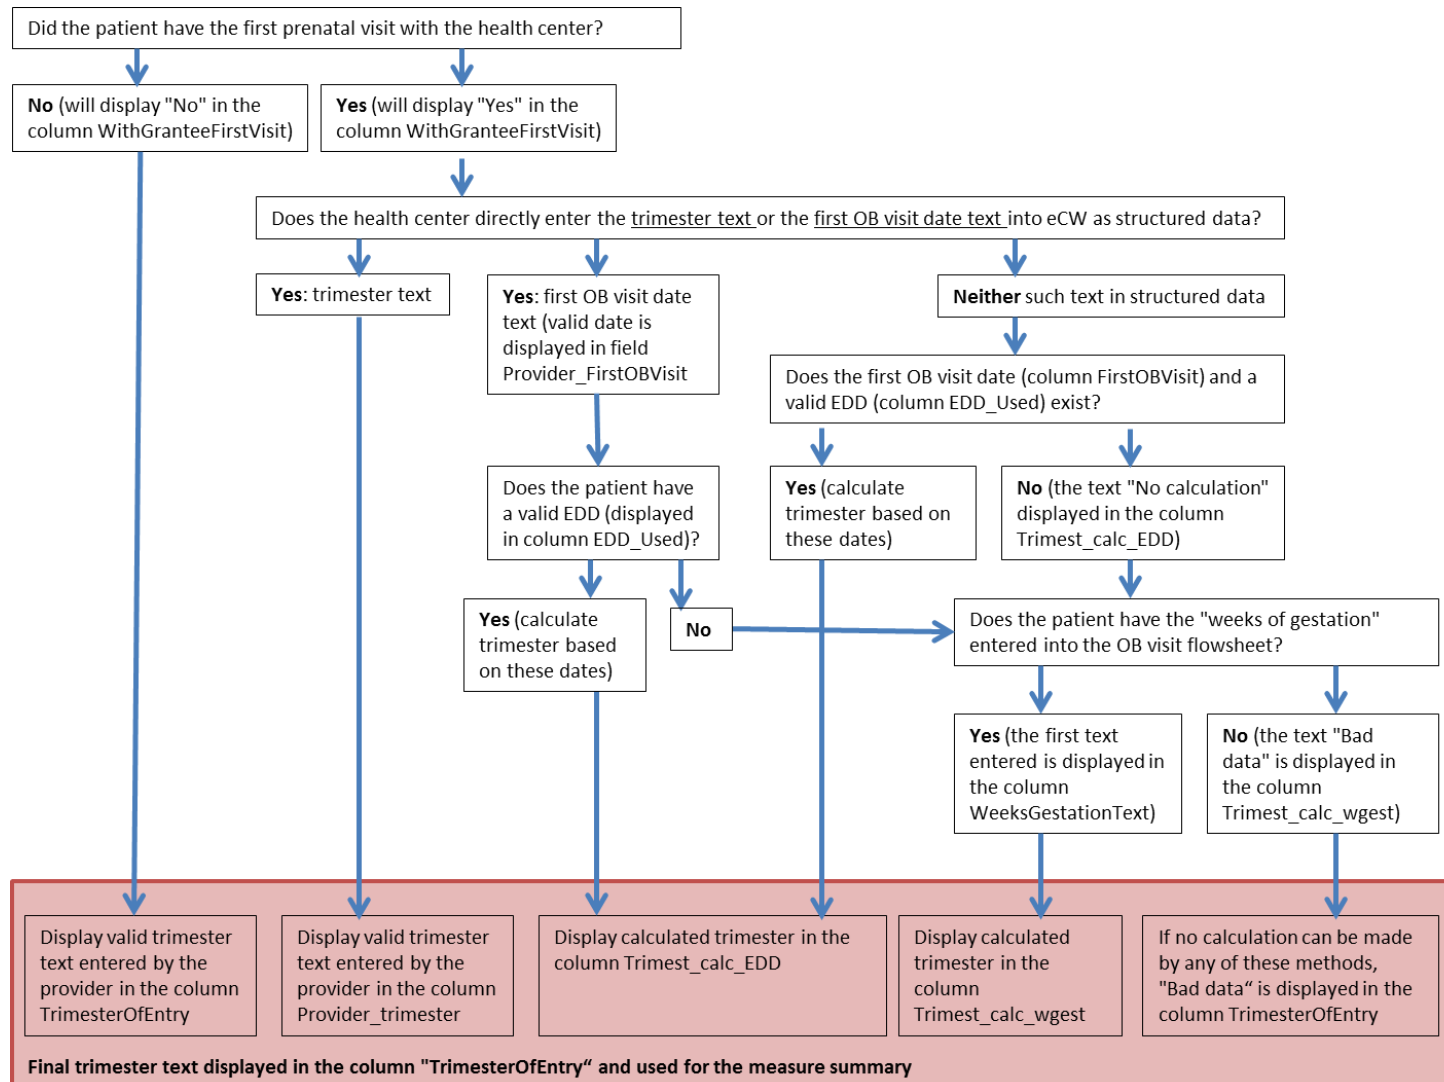 Did the patient have the first prenatal visit with the health center?
No (will display "No" in the
column WithGranteeFirstVisit)
Yes (will display "Yes" in the
column WithGranteeFirstVisit)
Does the health center directly enter the trimester text or the first OB visit date text into eCW as structured data?
Yes: trimester text
Yes: first OB visit date
text (valid date is
displayed in field
Provider_FirstOBVisit
Neither such text in structured data
Does the first OB visit date (column FirstOBVisit) and a
valid EDD (column EDD_Used) exist?
Does the patient have
a valid EDD (displayed
in column EDD_Used)?
Yes (calculate
trimester based on
these dates)
No (the text "No calculation"
displayed in the column
Trimest_calc_EDD)
Yes (calculate
trimester based
on these dates)
No
Does the patient have the "weeks of gestation"
entered into the OB visit flowsheet?
Yes (the first text
entered is displayed in
the column
WeeksGestationText)
No (the text "Bad
data" is displayed in
the column
Trimest_calc_wgest)
Display valid trimester
text entered by the
provider in the column
TrimesterOfEntry
Display valid trimester
text entered by the
provider in the column
Provider_trimester
Display calculated trimester in the
column Trimest_calc_EDD
Display calculated
trimester in the
column
Trimest_calc_wgest
If no calculation can be made
by any of these methods,
"Bad data“ is displayed in the
column TrimesterOfEntry
Final trimester text displayed in the column "TrimesterOfEntry“ and used for the measure summary